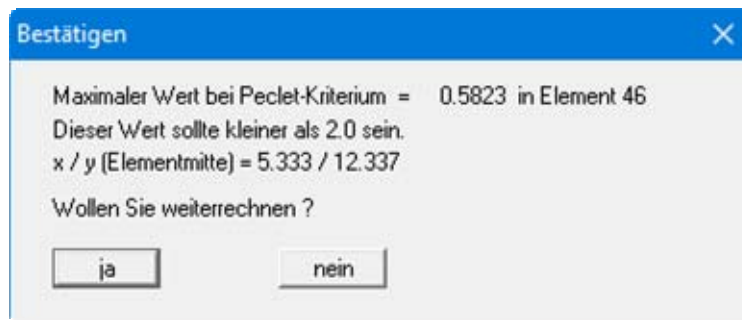 Bestätigen
Maximaler Wert bei Peclet-Kriterium = 0.5823 in Element 46
Dieser Wert sollte kleiner als 2.0 sein.
x / y (Elementmitte) = 5.333 / 12.337
Wollen Sie weiterrechnen ?
ja nein